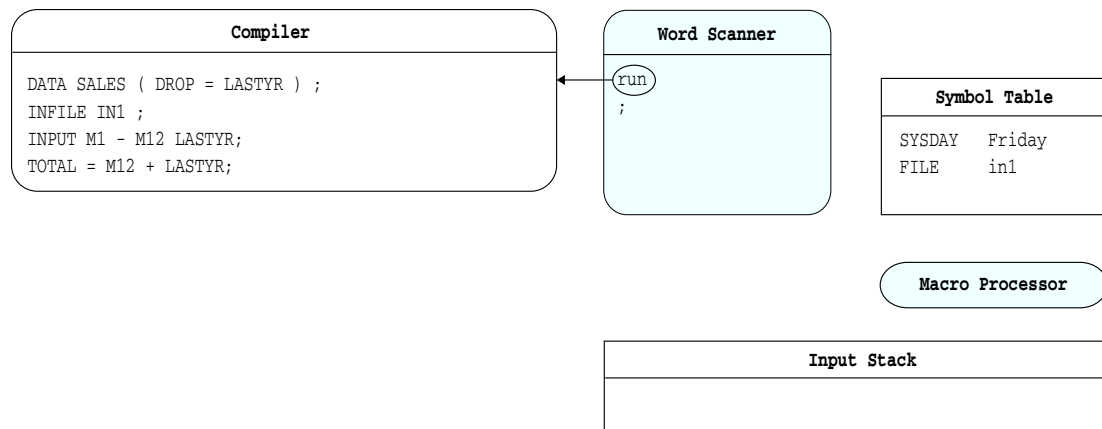 Compiler
DATA SALES ( DROP = LASTYR ) ;
INFILE IN1 ;
INPUT M1 - M12 LASTYR;
TOTAL = M12 + LASTYR;
Word Scanner
run
;
Symbol Table
SYSDAY Friday
FILE in1
Macro Processor
Input Stack